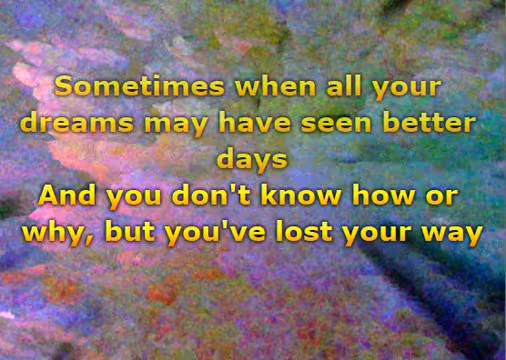 Sometimes when all your
dreams may have seen better
days
And you don't know how or
why, but you've lost your way